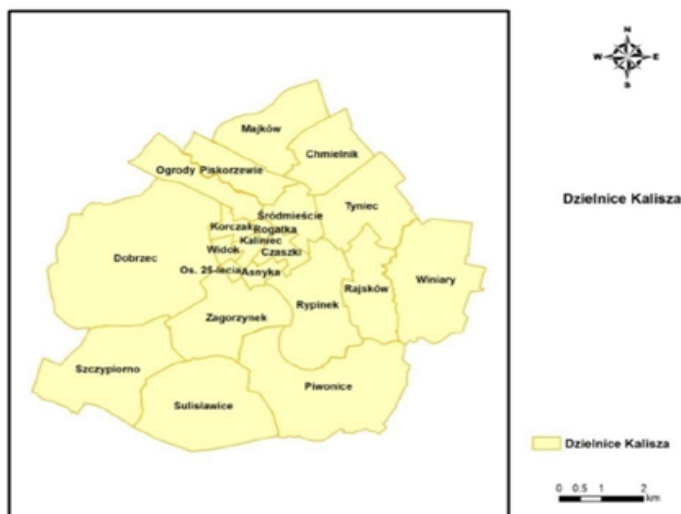 N
W E
S
Majków
Chmielnik
Ogrody Piskorzewie
Dzielnice Kalisza
Tyniec
Śródmieście
Korczak Rogatka
Kaliniec
Widok Czaszki
Dobrzec
Os. 25-lecia Asnyka
Winiary
Rajsków
Rypinek
Zagorzynek
Szczypiorno
Piwonice
Sulisławice
Dzielnice Kalisza
0 0.5 1 2
km